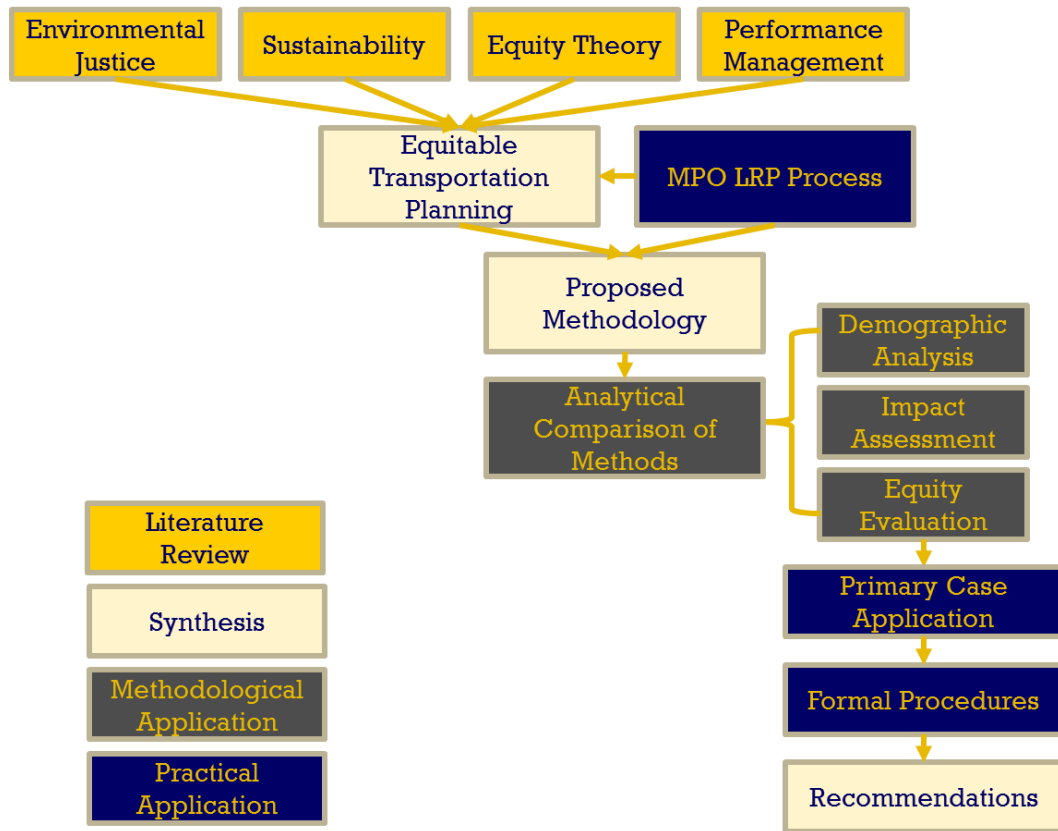 Environmental
Justice
Sustainability
Equity Theory
Performance
Management
Equitable
Transportation
Planning
MPO LRP Process
Proposed
Methodology
Analytical
Comparison of
Methods
Demographic
Analysis
Impact
Assessment
Equity
Evaluation
Primary Case
Application
Formal Procedures
Recommendations
Literature
Review
Synthesis
Methodological
Application
Practical
Application